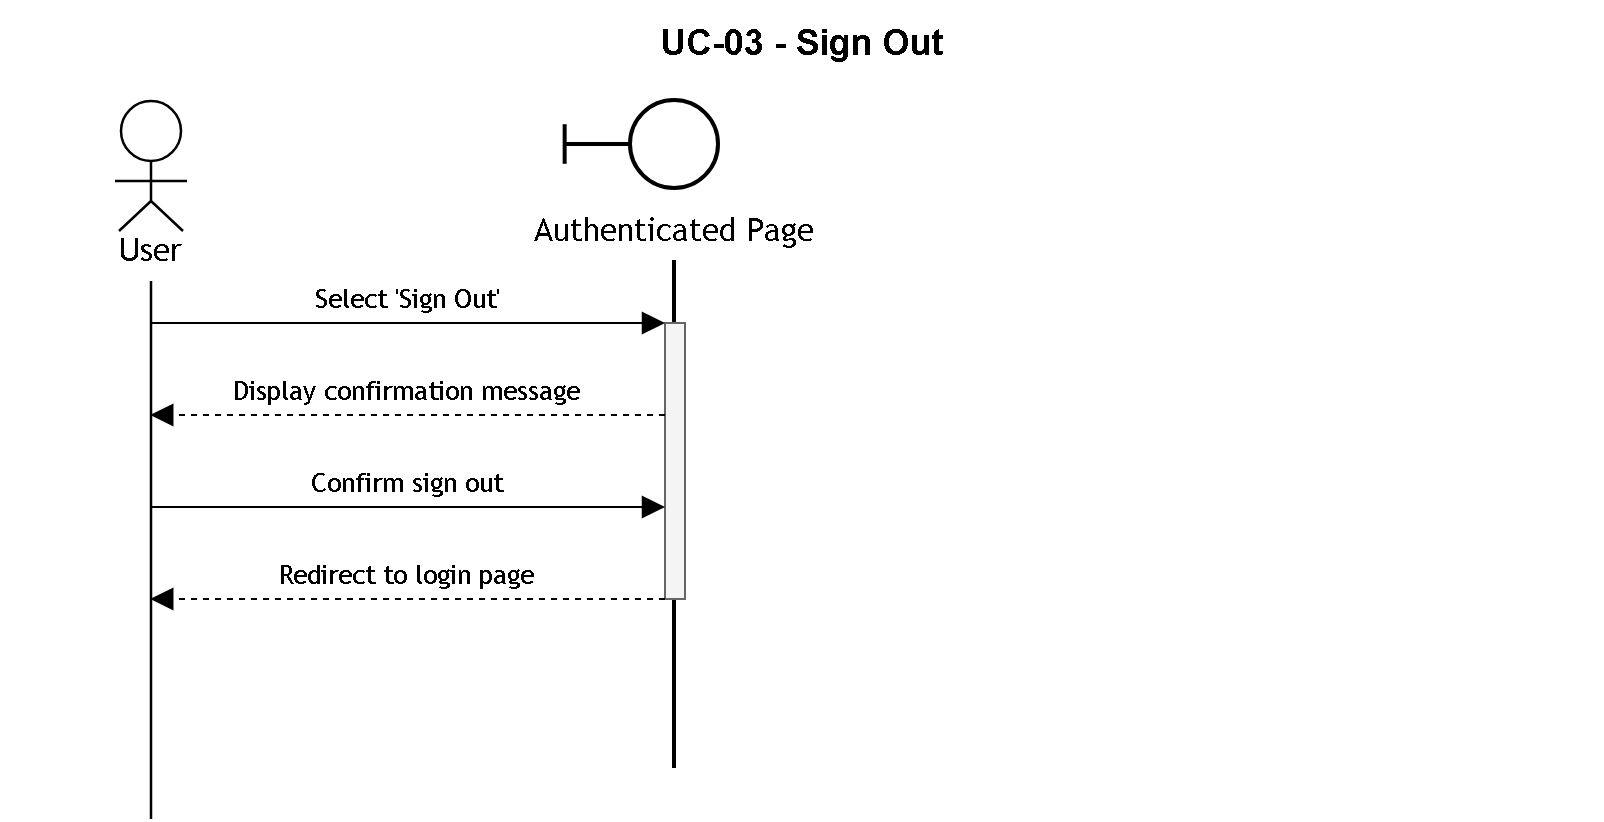 UC-03 - Sign Out
User
Authenticated Page
Select 'Sign Out'
Display confirmation message
Confirm sign out
Redirect to login page